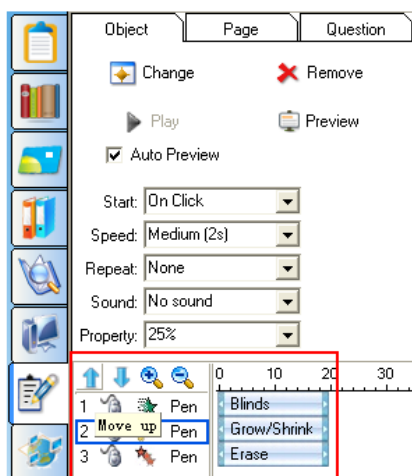 Object Page Question
Change Remove
Play Preview
Auto Preview
Start: On Click
Speed: Medium (2s)
Repeat: None
Sound: No sound
Property: 25%
0 10 20 30
1 Pen Blinds
2 Move up Pen Grow/Shrink
3 Pen Erase